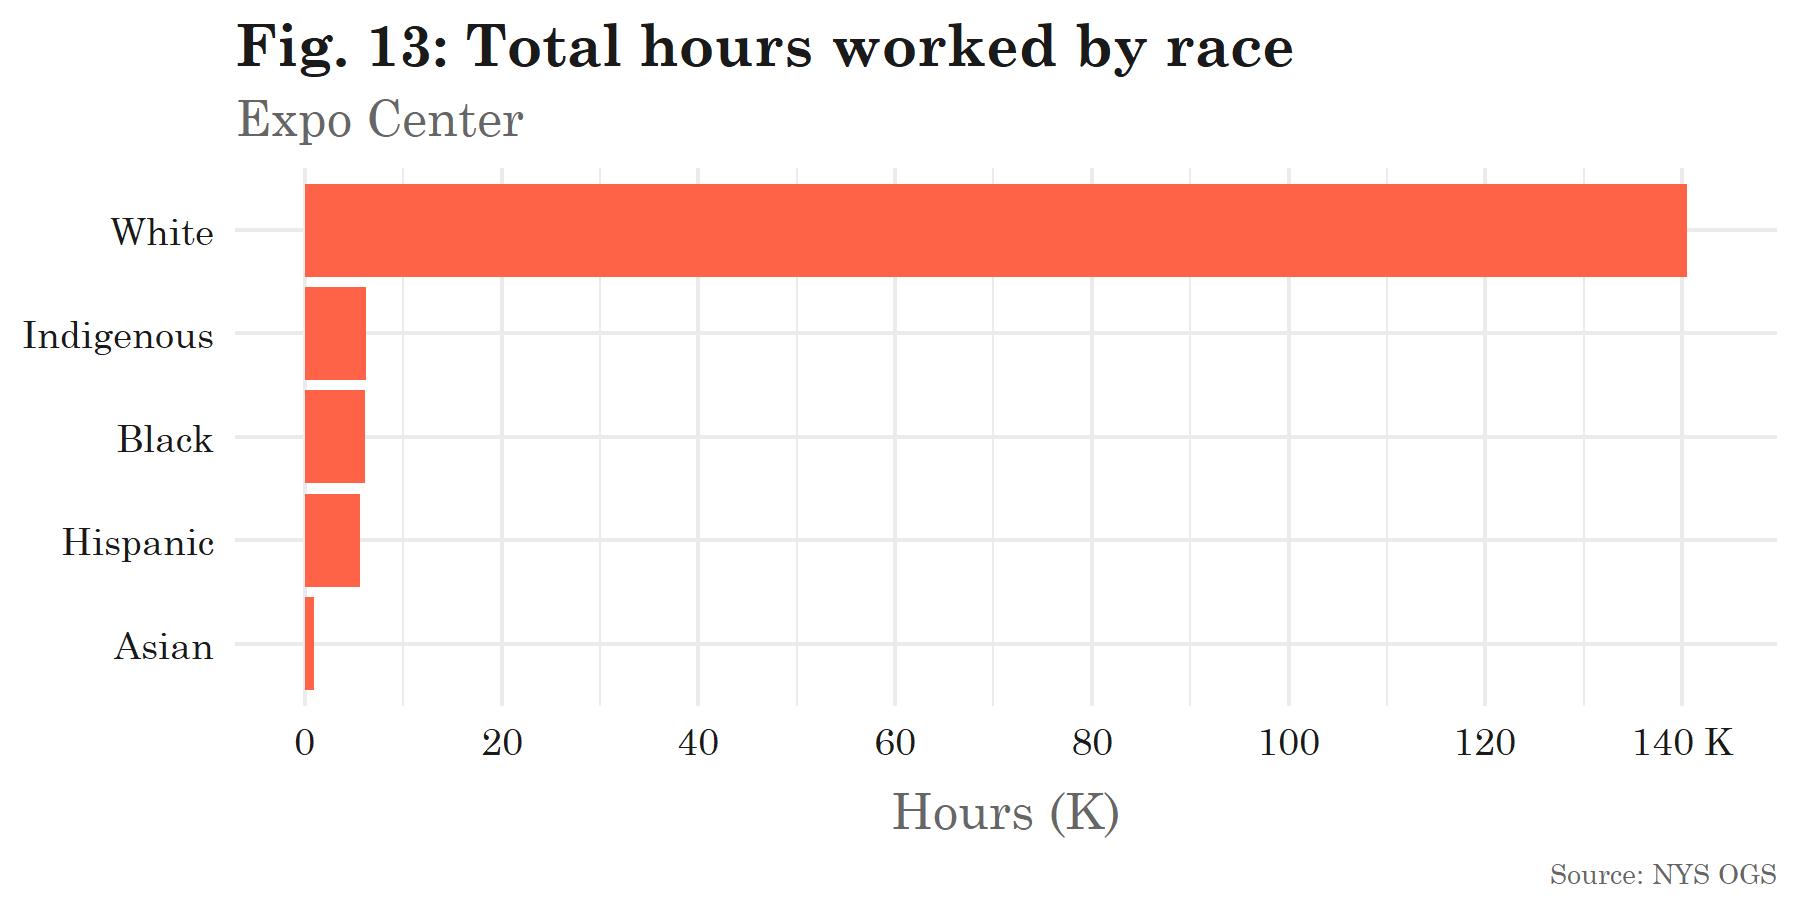 Fig. 13: Total hours worked by race
Expo Center
White
Indigenous
Black
Hispanic
Asian
0 20 40 60 80 100 120 140 K
Hours (K)
Source: NYS OGS